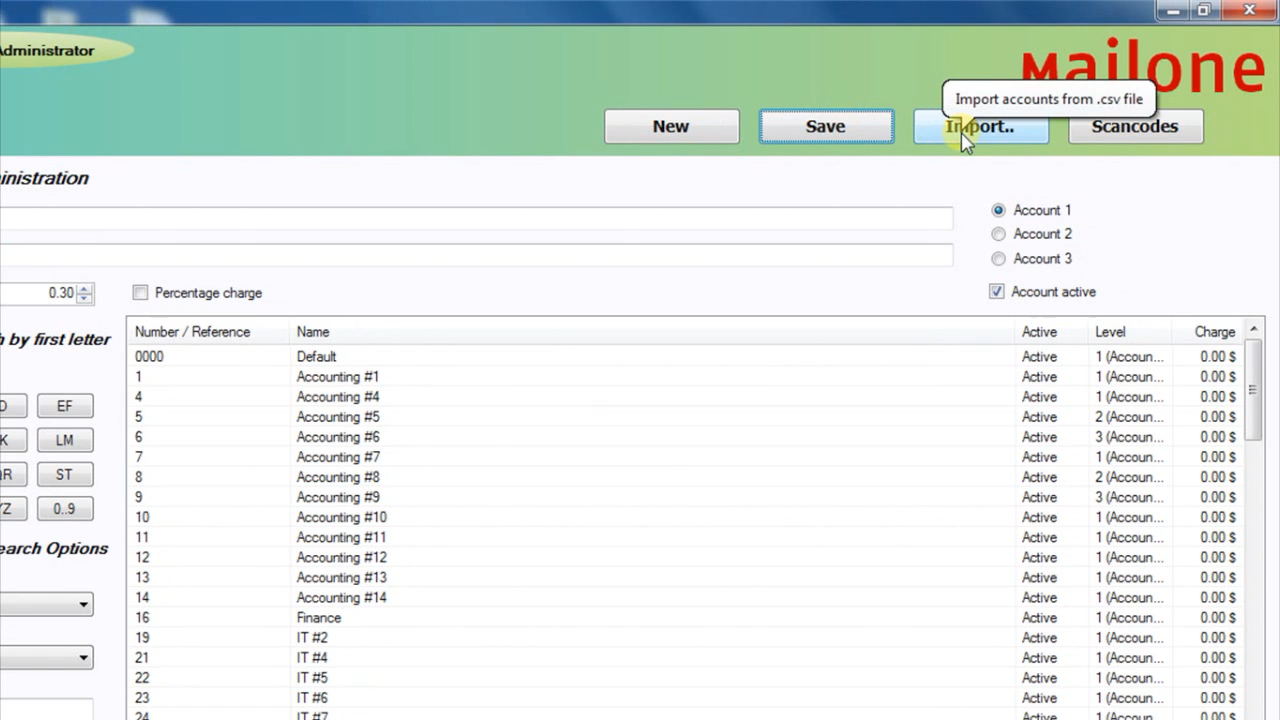 Administrator
мailone
Import accounts from .csv file
New
Save
Import..
Scancodes
inistration
Account 1
Account 2
Account 3
0.30
Percentage charge
Account active
h by first letter
Number / Reference Name Active Level Charge
0000 Default Active 1 (Accoun... 0.00 $
1 Accounting #1 Active 1 (Accoun... 0.00 $
4 Accounting #4 Active 1 (Accoun... 0.00 $
5 Accounting #5 Active 2 (Accoun... 0.00 $
6 Accounting #6 Active 3 (Accoun... 0.00 $
7 Accounting #7 Active 1 (Accoun... 0.00 $
8 Accounting #8 Active 2 (Accoun... 0.00 $
9 Accounting #9 Active 3 (Accoun... 0.00 $
10 Accounting #10 Active 1 (Accoun... 0.00 $
11 Accounting #11 Active 1 (Accoun... 0.00 $
12 Accounting #12 Active 1 (Accoun... 0.00 $
13 Accounting #13 Active 1 (Accoun... 0.00 $
14 Accounting #14 Active 1 (Accoun... 0.00 $
16 Finance Active 1 (Accoun... 0.00 $
19 IT #2 Active 1 (Accoun... 0.00 $
21 IT #4 Active 1 (Accoun... 0.00 $
22 IT #5 Active 1 (Accoun... 0.00 $
23 IT #6 Active 1 (Accoun... 0.00 $
24 IT #7 Active 1 (Accoun... 0.00 $
D EF
K LM
QR ST
YZ 0..9
earch Options